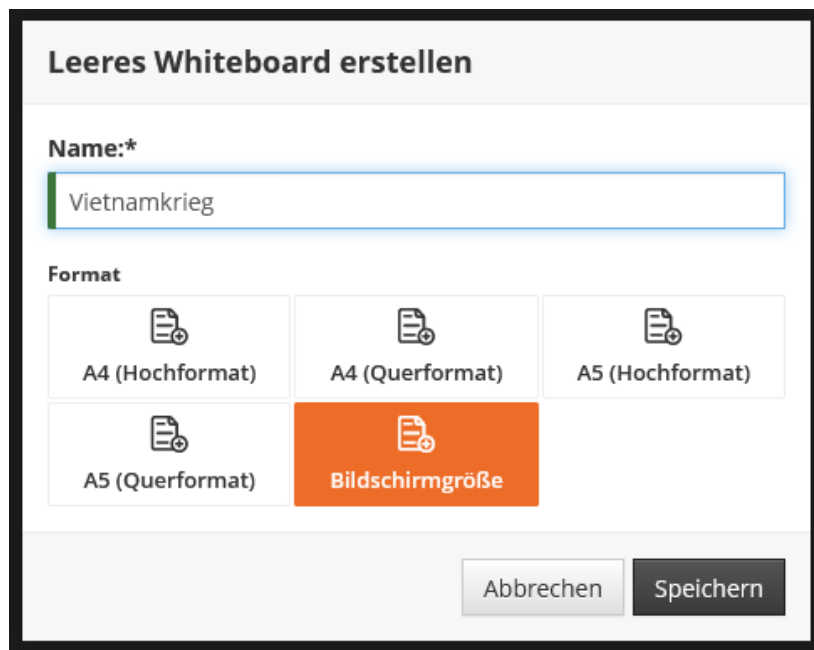 Leeres Whiteboard erstellen
Name:*
Vietnamkrieg
Format
A4 (Hochformat)
A4 (Querformat)
A5 (Hochformat)
A5 (Querformat)
Bildschirmgröße
Abbrechen
Speichern